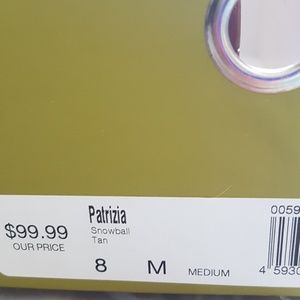 Patrizia
Snowball
Tan
$99.99
OUR PRICE
8 M MEDIUM
0059
4 5930